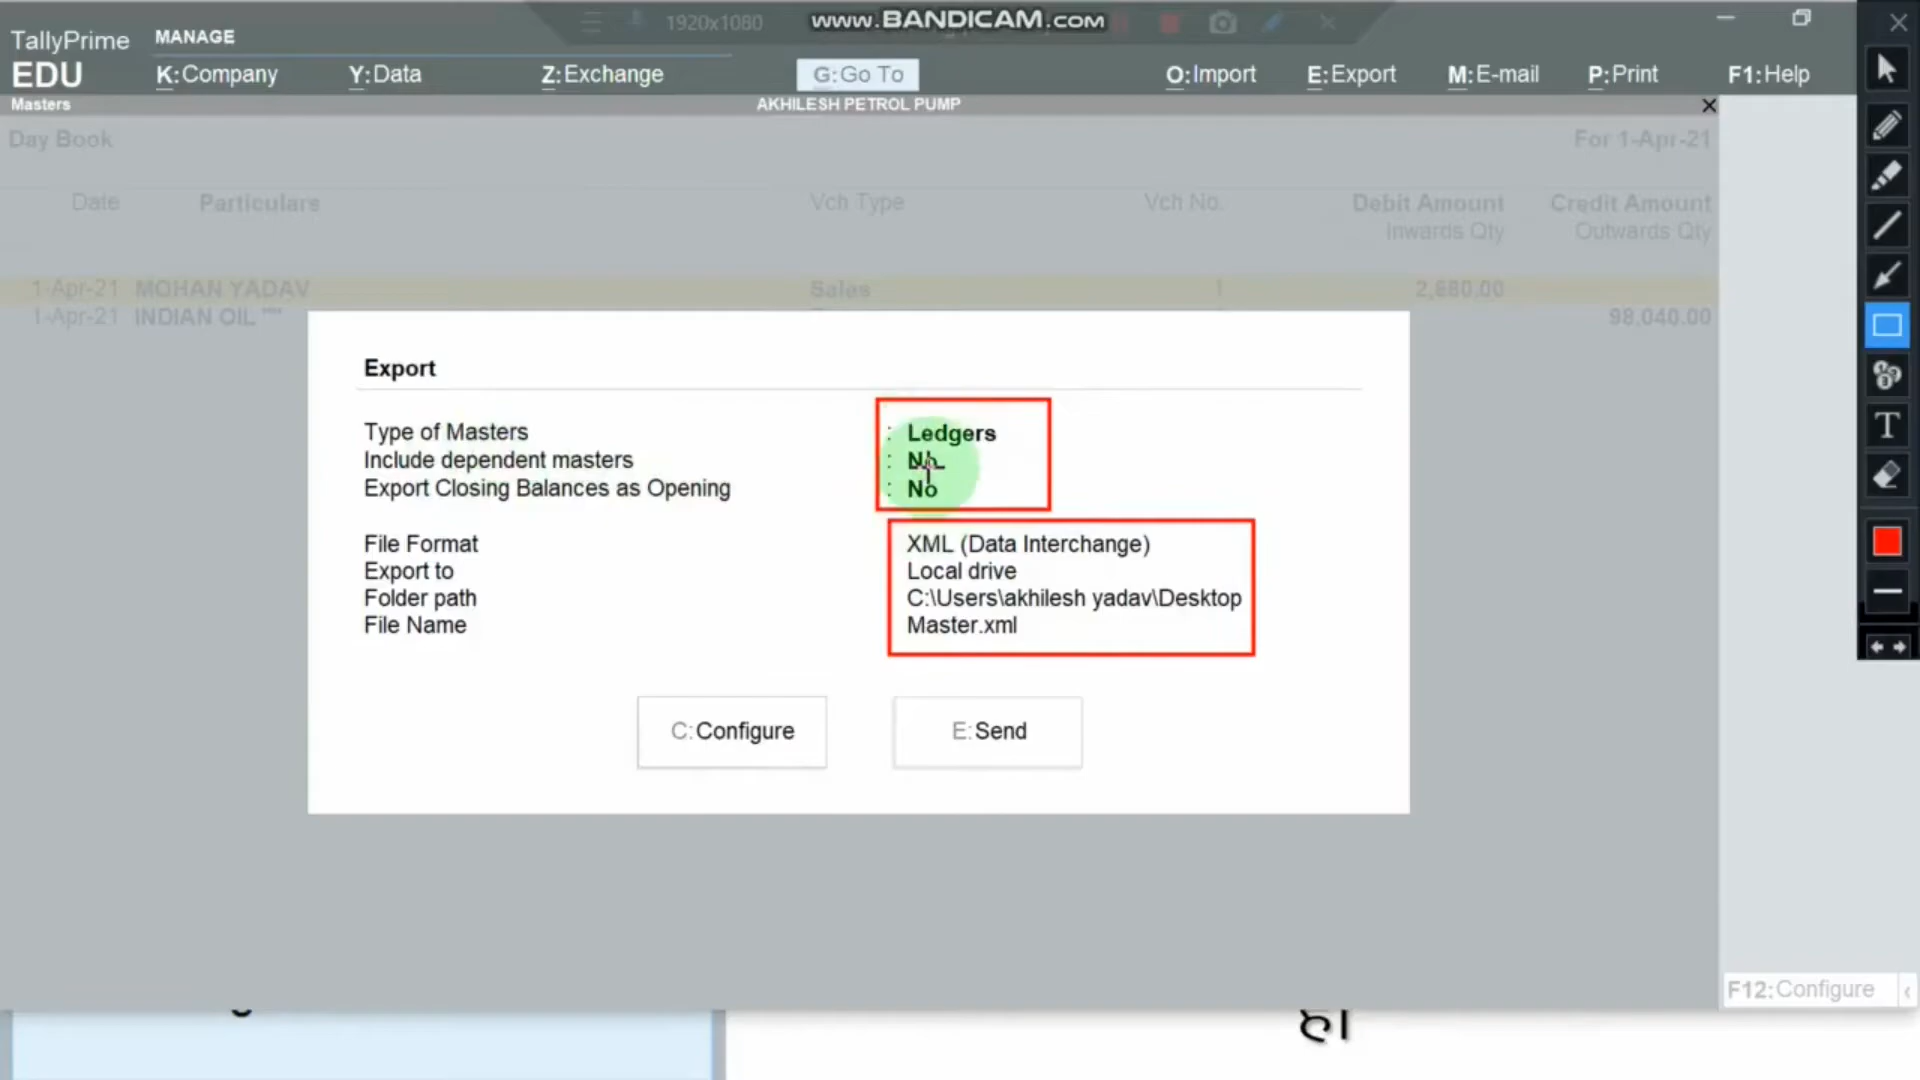 1920x1080 www.BANDICAM.COM
TallyPrime MANAGE
EDU K:Company Y:Data Z:Exchange G:Go To O:Import E:Export M:E-mail P:Print F1:Help
Masters AKHILESH PETROL PUMP
Day Book For 1-Apr-21
Date Particulars Vch Type Vch No. Debit Amount Credit Amount
Inwards Qty Outwards Qty
1-Apr-21 MOHAN YADAV Sales 1
1-Apr-21 INDIAN OIL 98,040.00
Export
Type of Masters : Ledgers
Include dependent masters : No
Export Closing Balances as Opening : No
File Format XML (Data Interchange)
Export to Local drive
Folder path C:\Users\akhilesh yadav\Desktop
File Name Master.xml
C:Configure E:Send
F12:Configure